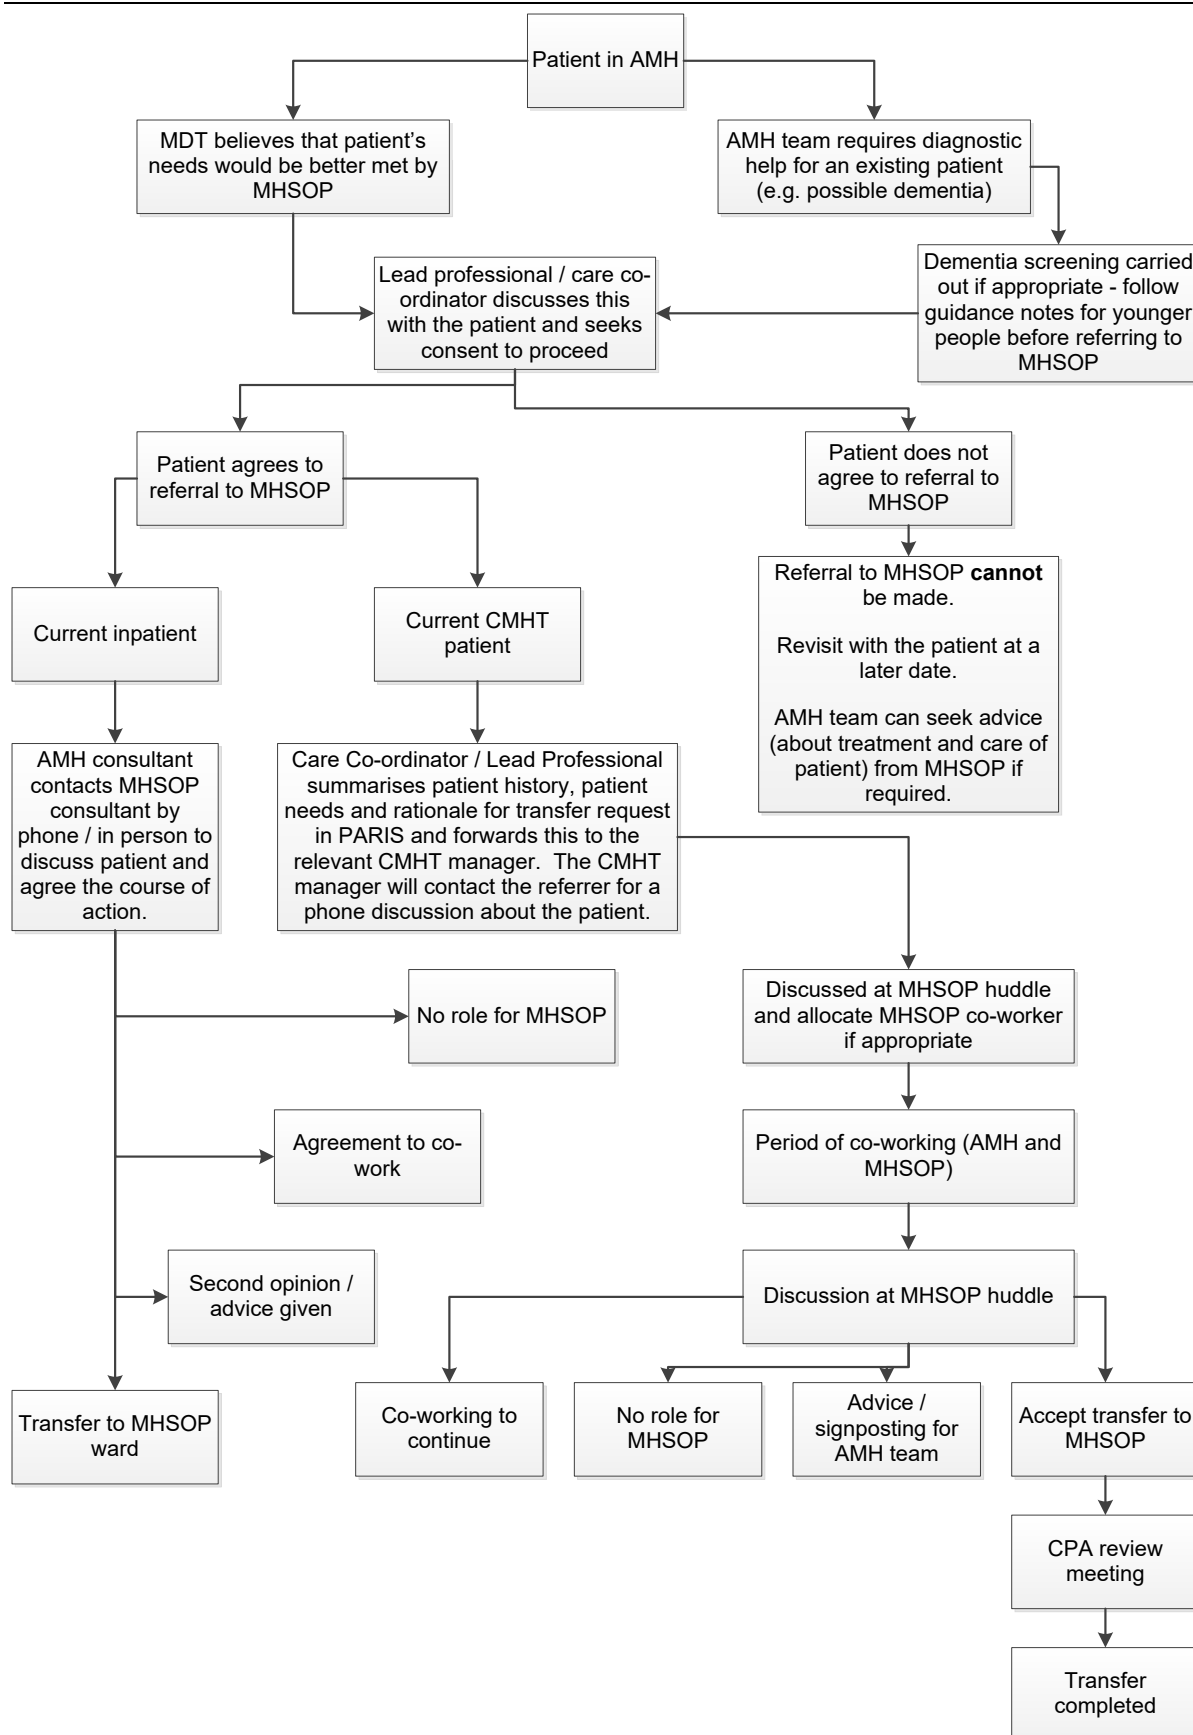 Patient in AMH
MDT believes that patient’s
needs would be better met by
MHSOP
AMH team requires diagnostic
help for an existing patient
(e.g. possible dementia)
Lead professional / care co-
ordinator discusses this
with the patient and seeks
consent to proceed
Dementia screening carried
out if appropriate - follow
guidance notes for younger
people before referring to
MHSOP
Patient agrees to
referral to MHSOP
Patient does not
agree to referral to
MHSOP
Current inpatient
Current CMHT
patient
Referral to MHSOP cannot
be made.
Revisit with the patient at a
later date.
AMH team can seek advice
(about treatment and care of
patient) from MHSOP if
required.
AMH consultant
contacts MHSOP
consultant by
phone / in person to
discuss patient and
agree the course of
action.
Care Co-ordinator / Lead Professional
summarises patient history, patient
needs and rationale for transfer request
in PARIS and forwards this to the
relevant CMHT manager.  The CMHT
manager will contact the referrer for a
phone discussion about the patient.
No role for MHSOP
Discussed at MHSOP huddle
and allocate MHSOP co-worker
if appropriate
Agreement to co-
work
Period of co-working (AMH and
MHSOP)
Second opinion /
advice given
Discussion at MHSOP huddle
Transfer to MHSOP
ward
Co-working to
continue
No role for
MHSOP
Advice /
signposting for
AMH team
Accept transfer to
MHSOP
CPA review
meeting
Transfer
completed